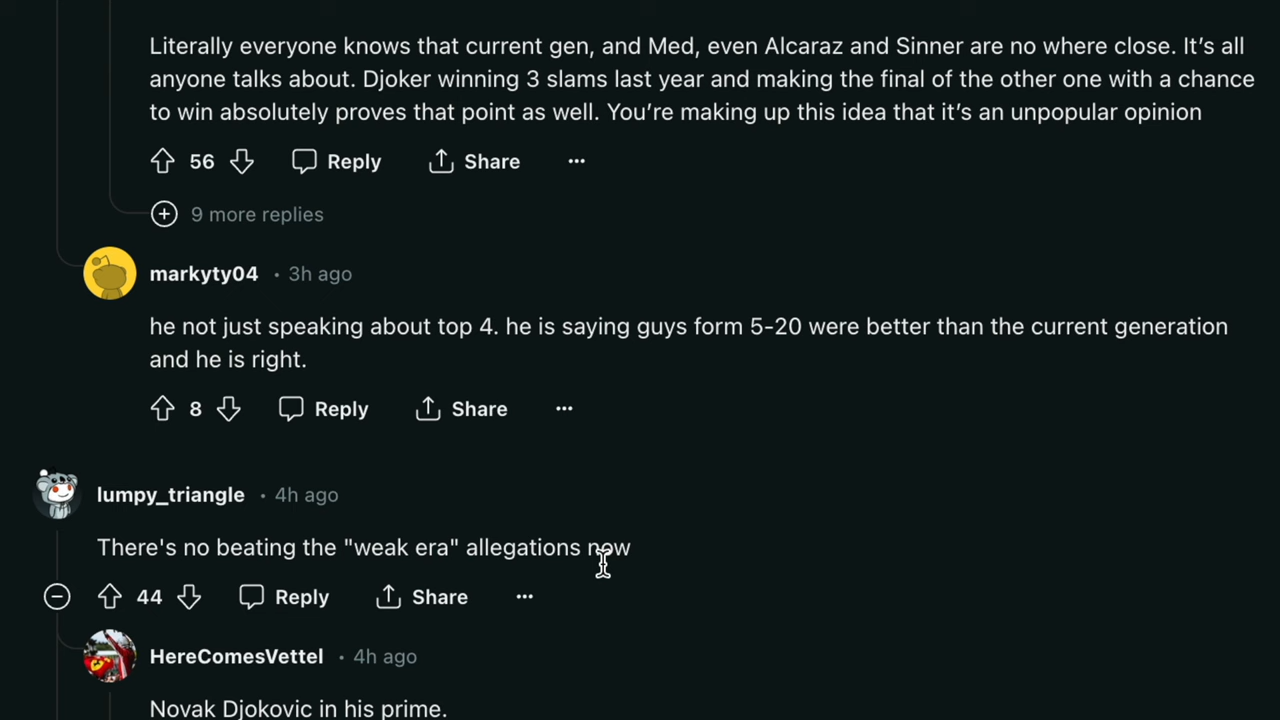 Literally everyone knows that current gen, and Med, even Alcaraz and Sinner are no where close. It's all
anyone talks about. Djoker winning 3 slams last year and making the final of the other one with a chance
to win absolutely proves that point as well. You're making up this idea that it's an unpopular opinion
56 Reply Share ···
9 more replies
markyty04 · 3h ago
he not just speaking about top 4. he is saying guys form 5-20 were better than the current generation
and he is right.
8 Reply Share ···
lumpy_triangle · 4h ago
There's no beating the "weak era" allegations now
44 Reply Share ···
HereComesVettel · 4h ago
Novak Djokovic in his prime.